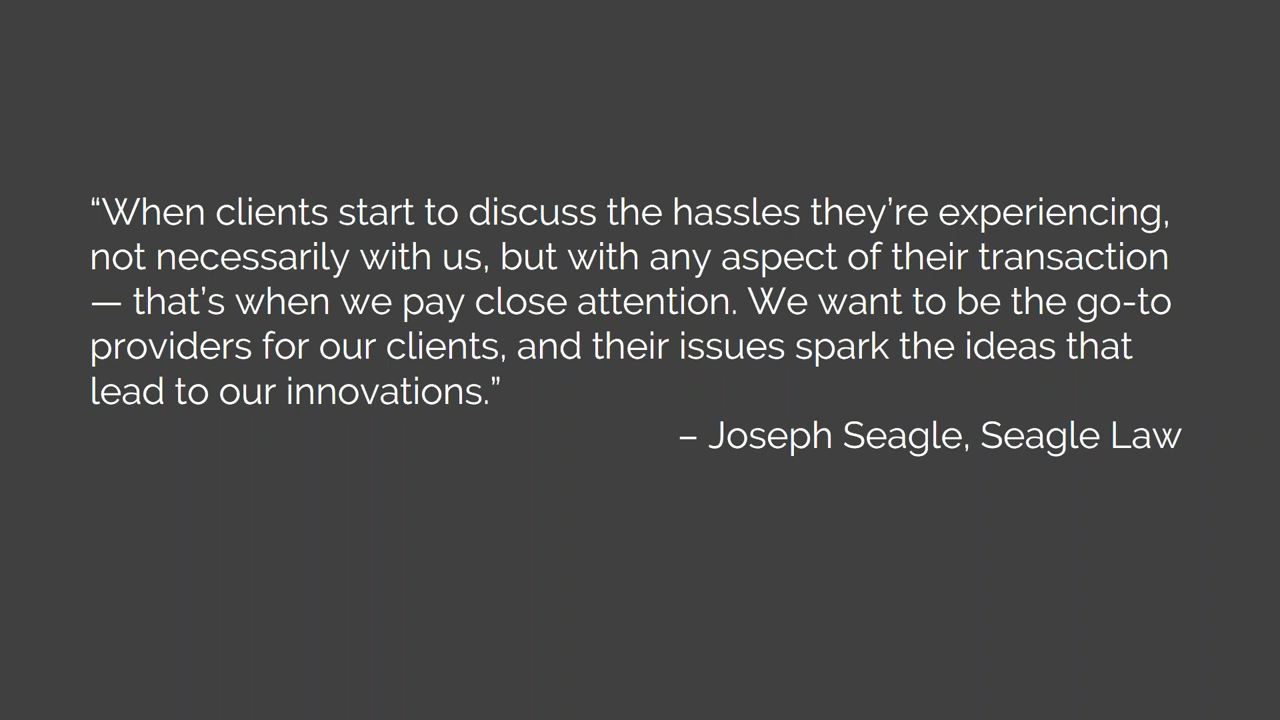 “When clients start to discuss the hassles they’re experiencing,
not necessarily with us, but with any aspect of their transaction
— that’s when we pay close attention. We want to be the go-to
providers for our clients, and their issues spark the ideas that
lead to our innovations.”
– Joseph Seagle, Seagle Law